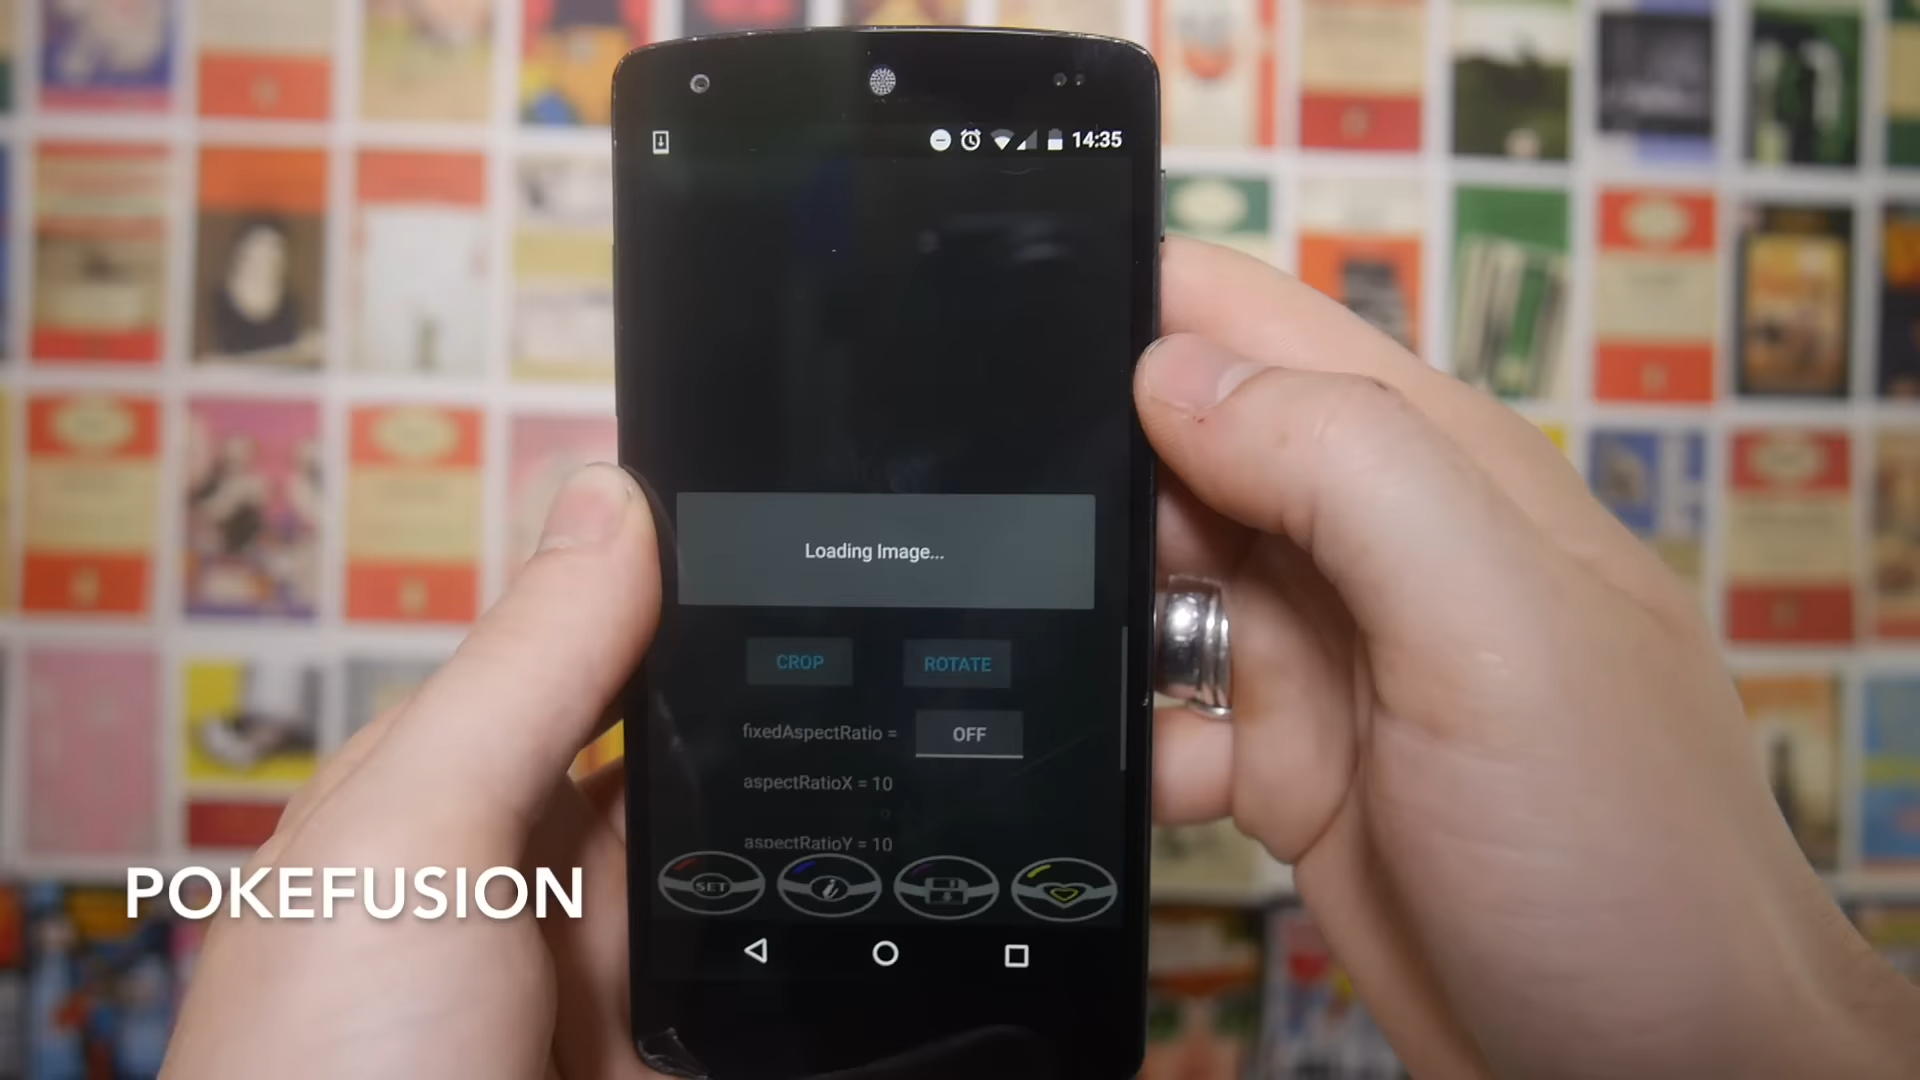 14:35
Loading Image...
CROP ROTATE
fixedAspectRatio = OFF
aspectRatioX = 10
aspectRatioY = 10
SET
POKEFUSION